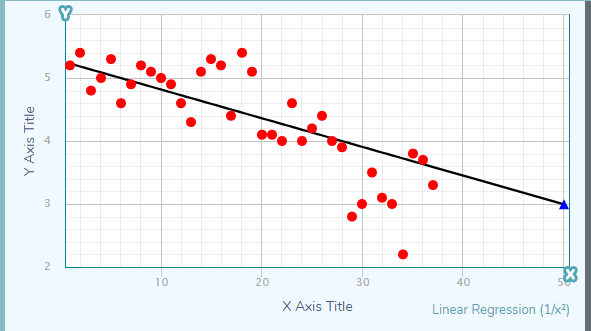 Y
6
5
4
3
2
Y Axis Title
10
20
30
40
50
X
X Axis Title
Linear Regression (1/x²)